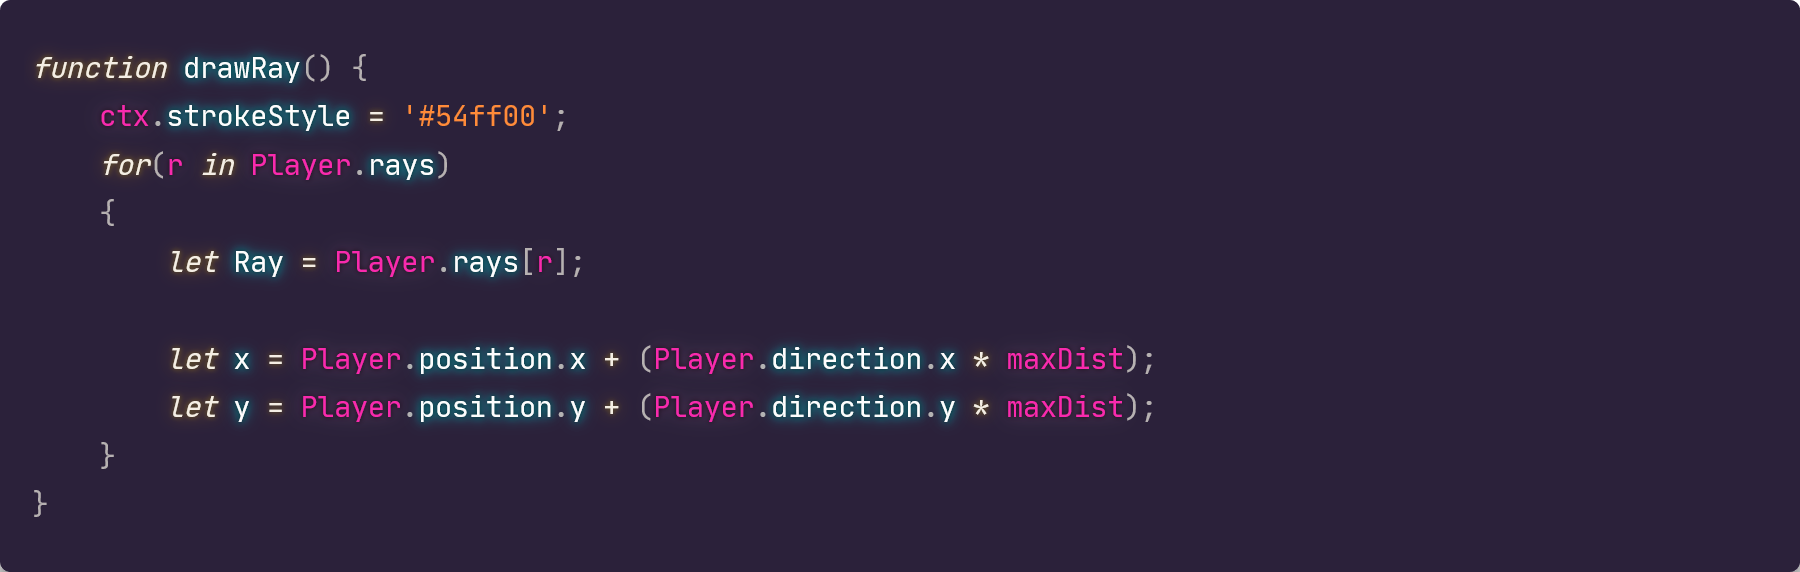 function drawRay() {
    ctx.strokeStyle = '#54ff00';
    for(r in Player.rays)
    {
        let Ray = Player.rays[r];

        let x = Player.position.x + (Player.direction.x * maxDist);
        let y = Player.position.y + (Player.direction.y * maxDist);
    }
}